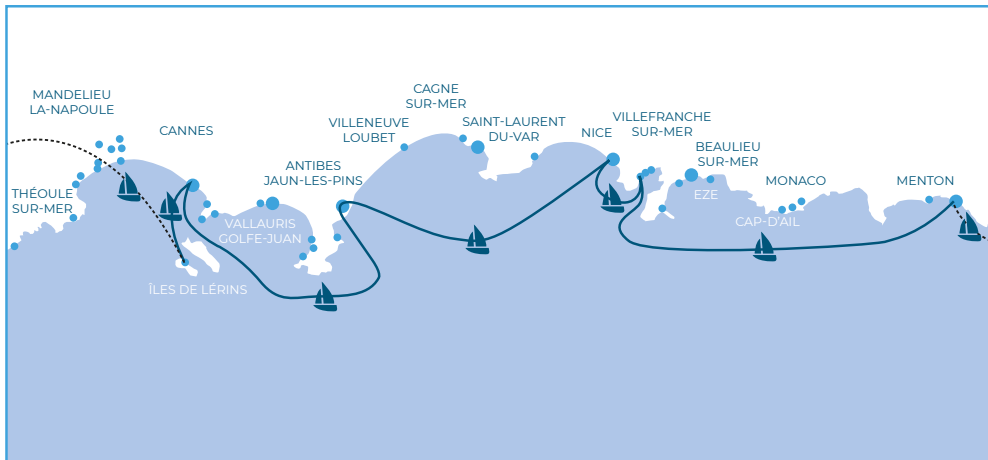 MANDELIEU
LA-NAPOULE
THÉOULE
SUR-MER
CANNES
ÎLES DE LÉRINS
VALLAURIS
GOLFE-JUAN
ANTIBES
JAUN-LES-PINS
VILLENEUVE
LOUBET
CAGNE
SUR-MER
SAINT-LAURENT
DU-VAR
NICE
VILLEFRANCHE
SUR-MER
BEAULIEU
SUR-MER
EZE
CAP-D'AIL
MONACO
MENTON